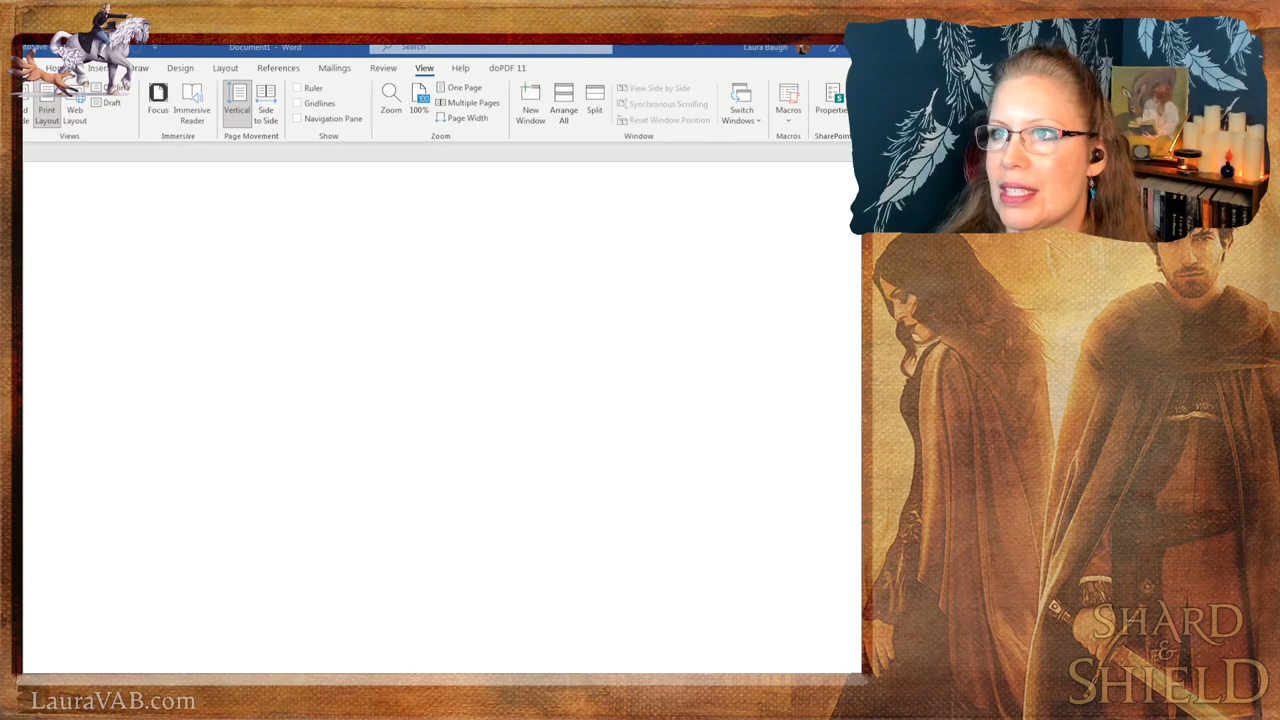 Document1 - Word
Search
Laura Baugh
Draw
Design
Layout
References
Mailings
Review
View
Help
doPDF 11
Print Layout
Web Layout
Draft
Views
Focus
Immersive Reader
Immersive
Vertical
Side to Side
Page Movement
Ruler
Gridlines
Navigation Pane
Show
Zoom
100%
One Page
Multiple Pages
Page Width
Zoom
New Window
Arrange All
Split
View Side by Side
Synchronous Scrolling
Reset Window Position
Window
Switch Windows
Macros
Macros
Properties
SharePoint
SHARD
&
SHIELD
LauraVAB.com